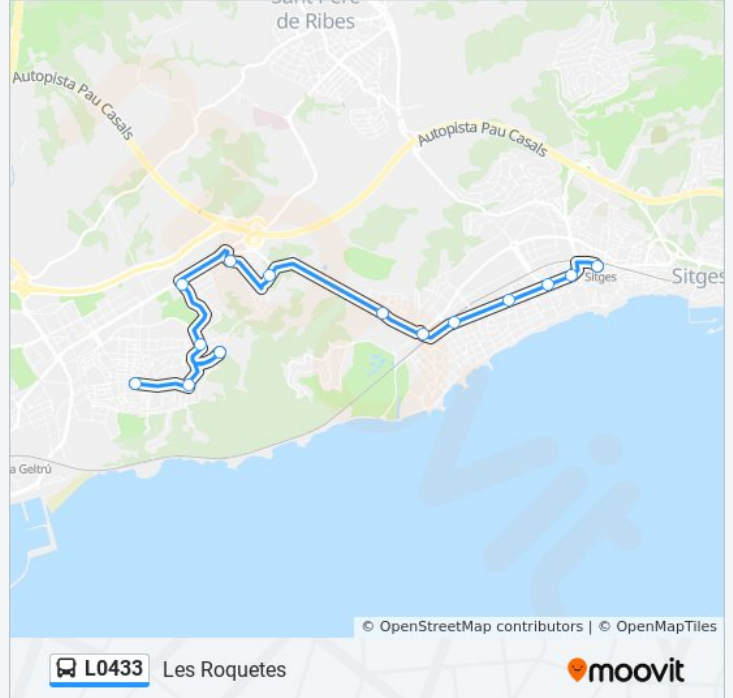 Sant Pere
de Ribes
Autopista Pau Casals
Autopista Pau Casals
Sitges
Sitges
a Geltrú
© OpenStreetMap contributors | © OpenMapTiles
L0433 Les Roquetes
moovit